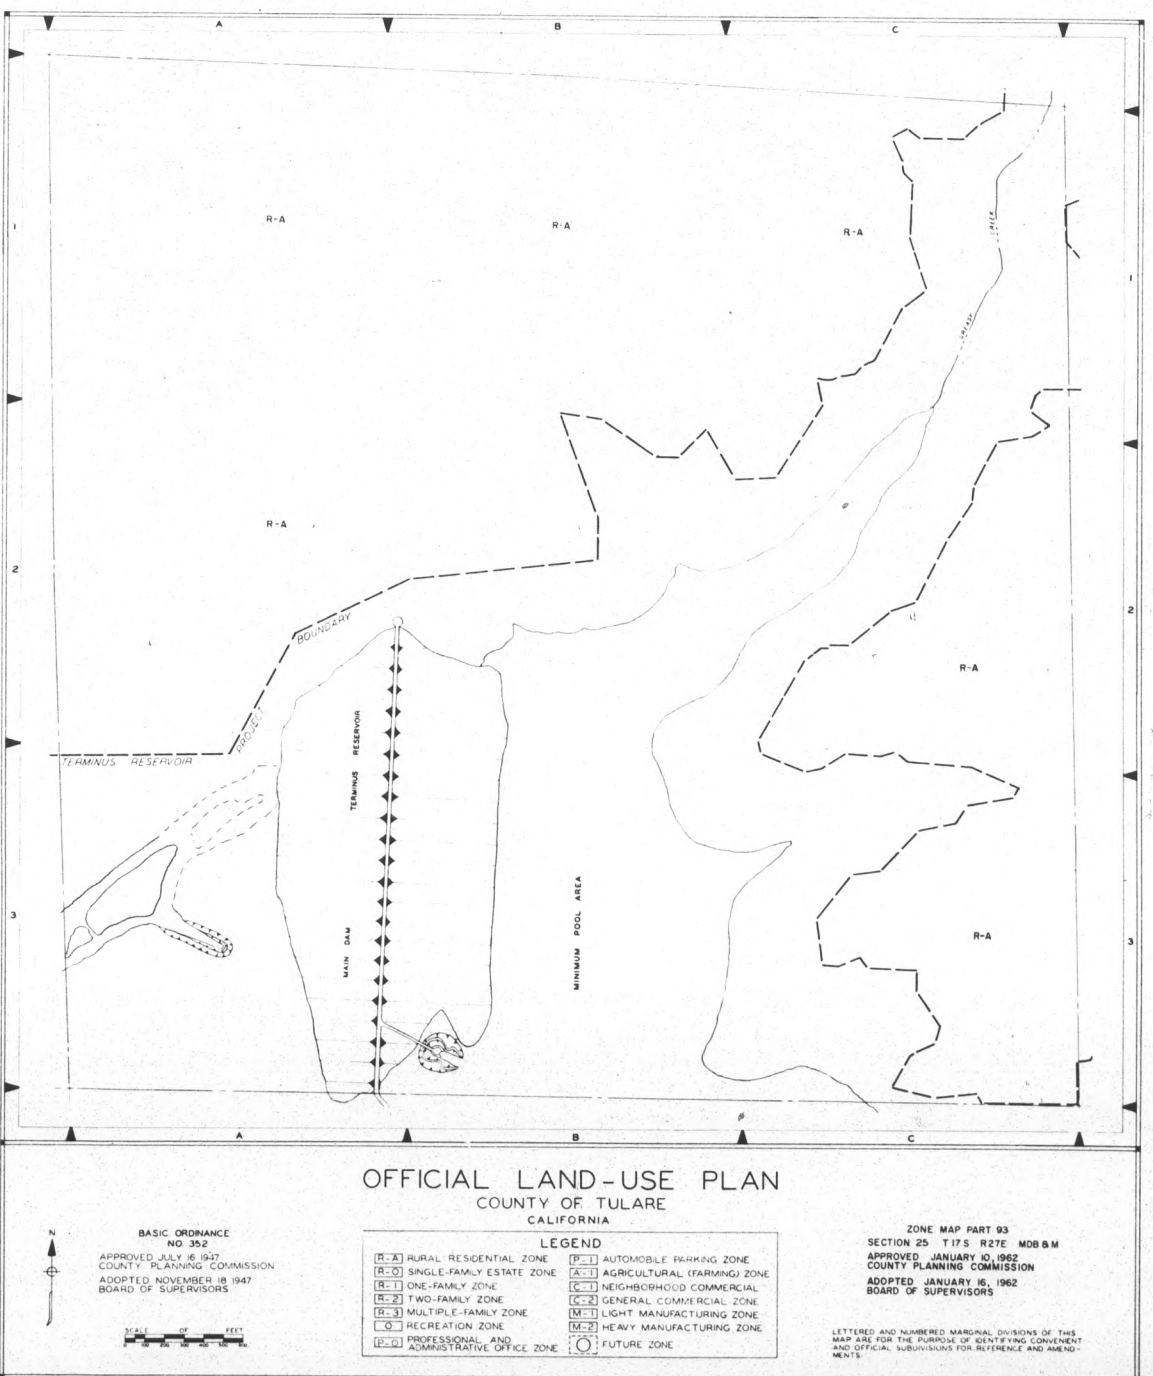 A B C
1
1
R-A
R-A
R-A
CREEK
GREASY
2
R-A
2
BOUNDARY
R-A
PROJECT
TERMINUS RESERVOIR
TERMINUS RESERVOIR
3
MAIN DAM
MINIMUM POOL AREA
R-A
3
A B C
OFFICIAL LAND-USE PLAN
COUNTY OF TULARE
CALIFORNIA
N
BASIC ORDINANCE
NO. 352
APPROVED JULY 16 1947
COUNTY PLANNING COMMISSION
ADOPTED NOVEMBER 18 1947
BOARD OF SUPERVISORS
SCALE OF FEET
0 100 200 300 400 500
LEGEND
R-A RURAL RESIDENTIAL ZONE
R-O SINGLE-FAMILY ESTATE ZONE
R-1 ONE-FAMILY ZONE
R-2 TWO-FAMILY ZONE
R-3 MULTIPLE-FAMILY ZONE
O RECREATION ZONE
P-O PROFESSIONAL AND
ADMINISTRATIVE OFFICE ZONE
P-1 AUTOMOBILE PARKING ZONE
A-1 AGRICULTURAL (FARMING) ZONE
C-1 NEIGHBORHOOD COMMERCIAL
C-2 GENERAL COMMERCIAL ZONE
M-1 LIGHT MANUFACTURING ZONE
M-2 HEAVY MANUFACTURING ZONE
FUTURE ZONE
ZONE MAP PART 93
SECTION 25 T17S R27E MDB&M
APPROVED JANUARY 10, 1962
COUNTY PLANNING COMMISSION
ADOPTED JANUARY 16, 1962
BOARD OF SUPERVISORS
LETTERED AND NUMBERED MARGINAL DIVISIONS OF THIS
MAP ARE FOR THE PURPOSE OF IDENTIFYING CONVENIENT
AND OFFICIAL SUBDIVISIONS FOR REFERENCE AND AMEND-
MENTS.